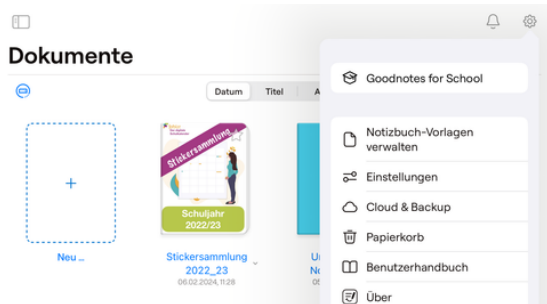 Dokumente
Datum
Titel
A
Neu ...
Stickersammlung
Schuljahr
2022/23
Stickersammlung
2022_23
06.02.2024, 11:28
Goodnotes for School
Notizbuch-Vorlagen
verwalten
Einstellungen
Cloud & Backup
Papierkorb
Benutzerhandbuch
Über